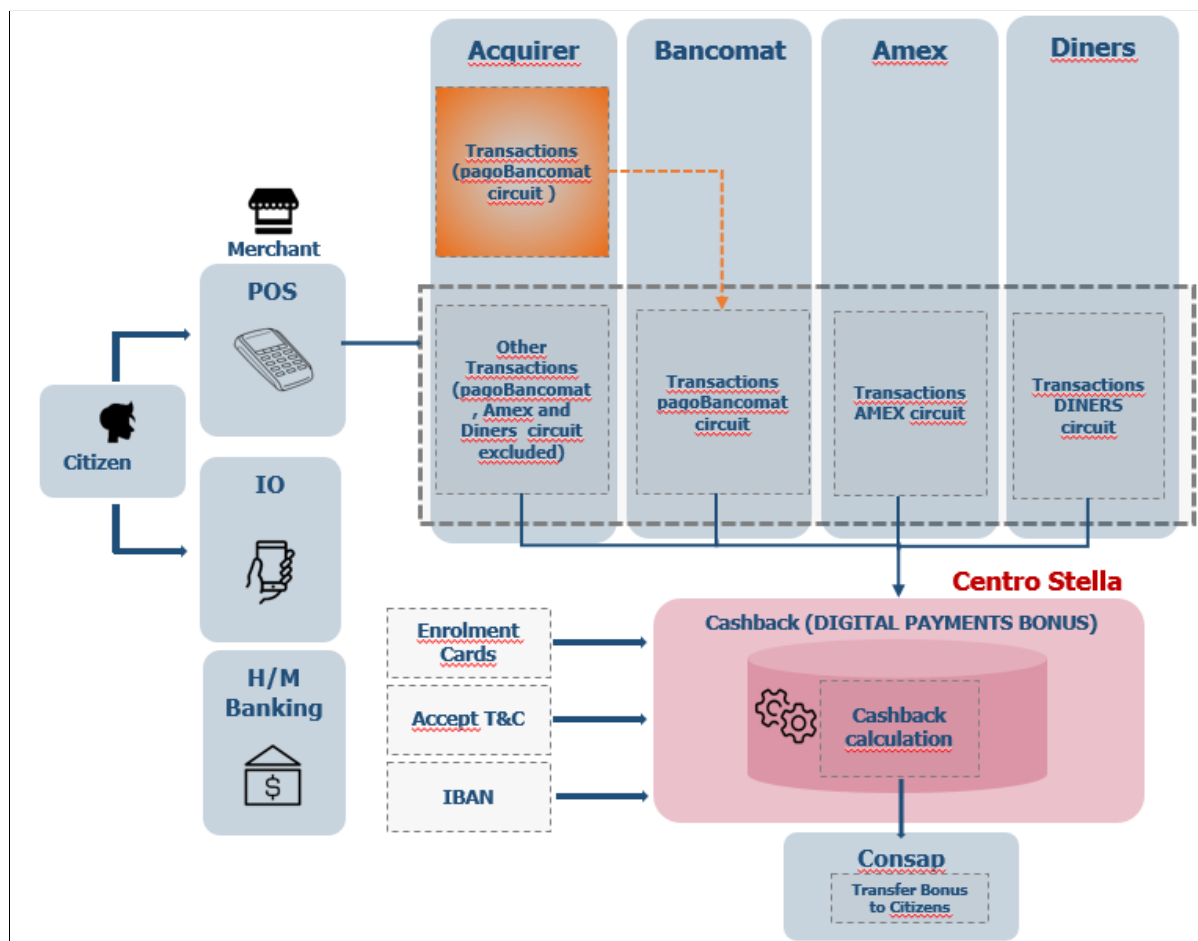 Acquirer
Bancomat
Amex
Diners
Transactions
(pagoBancomat
circuit )
Merchant
POS
Citizen
IO
H/M
Banking
$
Other
Transactions
(pagoBancomat
, Amex and
Diners circuit
excluded)
Transactions
pagoBancomat
circuit
Transactions
AMEX circuit
Transactions
DINERS
circuit
Centro Stella
Enrolment
Cards
Accept T&C
IBAN
Cashback (DIGITAL PAYMENTS BONUS)
Cashback
calculation
Consap
Transfer Bonus
to Citizens